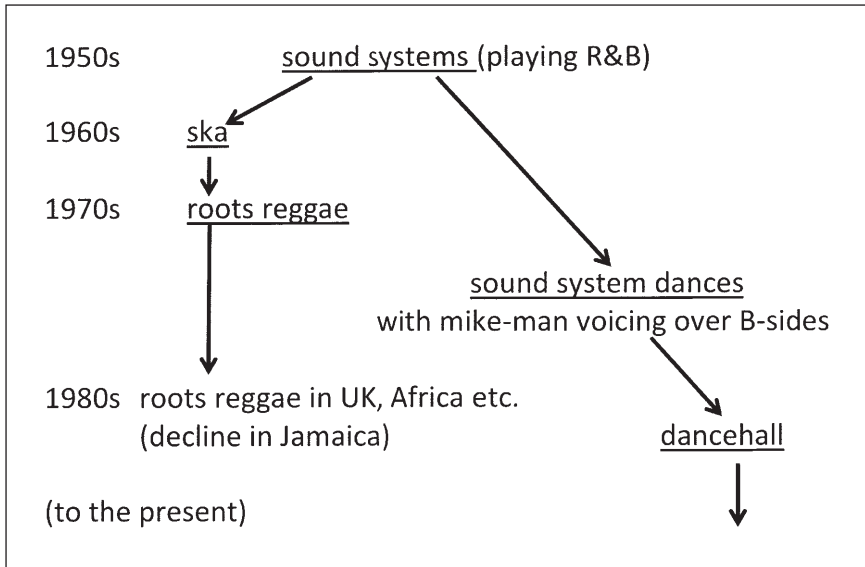 1950s sound systems (playing R&B)
1960s ska
1970s roots reggae
sound system dances
with mike-man voicing over B-sides
1980s roots reggae in UK, Africa etc.
(decline in Jamaica)
dancehall
(to the present)